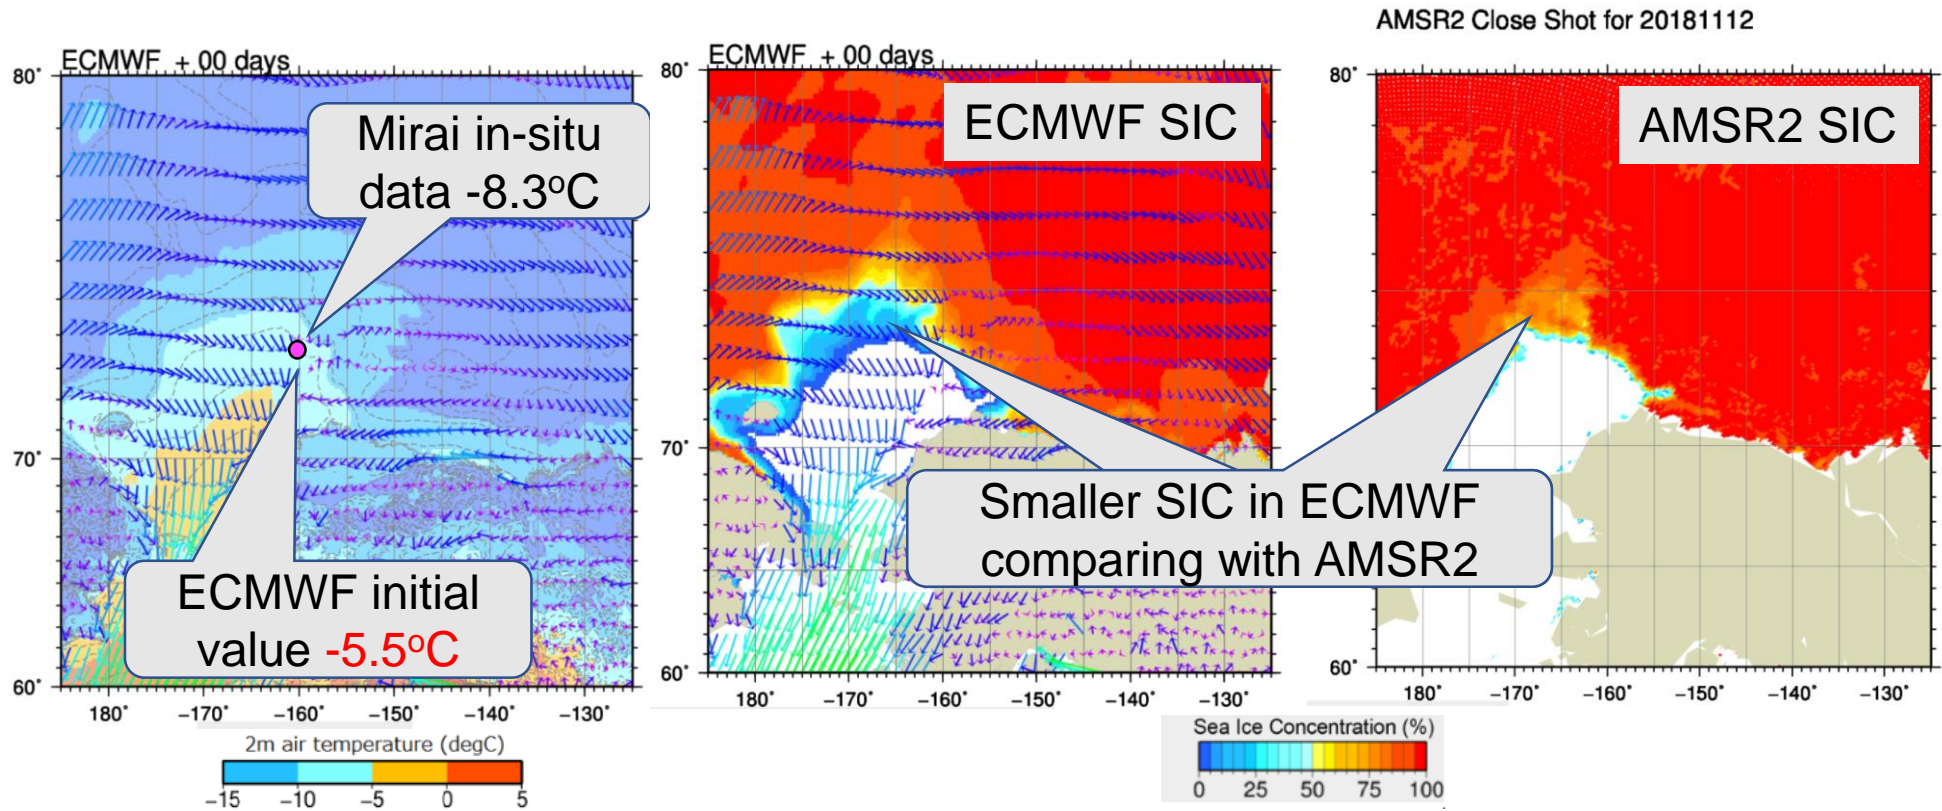 AMSR2 Close Shot for 20181112
ECMWF + 00 days
ECMWF + 00 days
80°
80°
80°
Mirai in-situ
data -8.3°C
ECMWF SIC
AMSR2 SIC
70°
70°
Smaller SIC in ECMWF
comparing with AMSR2
ECMWF initial
value -5.5°C
60°
60°
60°
180° −170° −160° −150° −140° −130°
180° −170° −160° −150° −140° −130°
180° −170° −160° −150° −140° −130°
2m air temperature (degC)
−15 −10 −5 0 5
Sea Ice Concentration (%)
0 25 50 75 100